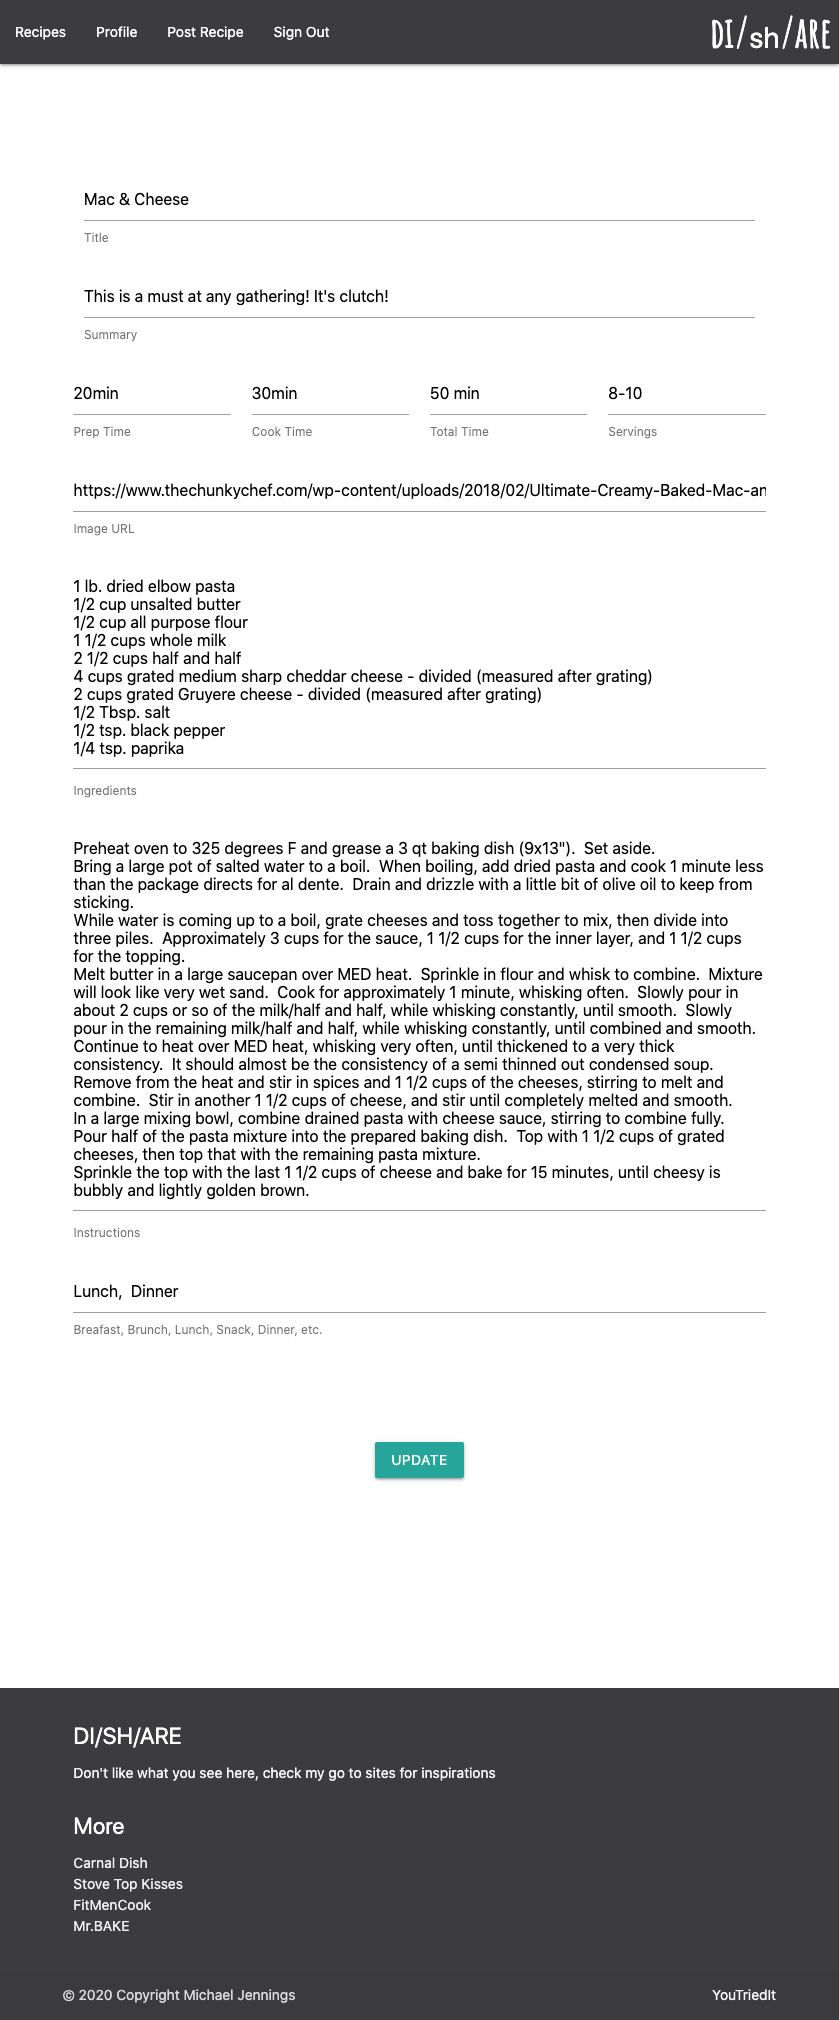 Recipes Profile Post Recipe Sign Out DI/sh/ARE
Mac & Cheese
Title
This is a must at any gathering! It's clutch!
Summary
20min 30min 50 min 8-10
Prep Time Cook Time Total Time Servings
https://www.thechunkychef.com/wp-content/uploads/2018/02/Ultimate-Creamy-Baked-Mac-an
Image URL
1 lb. dried elbow pasta
1/2 cup unsalted butter
1/2 cup all purpose flour
1 1/2 cups whole milk
2 1/2 cups half and half
4 cups grated medium sharp cheddar cheese - divided (measured after grating)
2 cups grated Gruyere cheese - divided (measured after grating)
1/2 Tbsp. salt
1/2 tsp. black pepper
1/4 tsp. paprika
Ingredients
Preheat oven to 325 degrees F and grease a 3 qt baking dish (9x13").  Set aside.
Bring a large pot of salted water to a boil.  When boiling, add dried pasta and cook 1 minute less
than the package directs for al dente.  Drain and drizzle with a little bit of olive oil to keep from
sticking.
While water is coming up to a boil, grate cheeses and toss together to mix, then divide into
three piles.  Approximately 3 cups for the sauce, 1 1/2 cups for the inner layer, and 1 1/2 cups
for the topping.
Melt butter in a large saucepan over MED heat.  Sprinkle in flour and whisk to combine.  Mixture
will look like very wet sand.  Cook for approximately 1 minute, whisking often.  Slowly pour in
about 2 cups or so of the milk/half and half, while whisking constantly, until smooth.  Slowly
pour in the remaining milk/half and half, while whisking constantly, until combined and smooth.
Continue to heat over MED heat, whisking very often, until thickened to a very thick
consistency.  It should almost be the consistency of a semi thinned out condensed soup.
Remove from the heat and stir in spices and 1 1/2 cups of the cheeses, stirring to melt and
combine.  Stir in another 1 1/2 cups of cheese, and stir until completely melted and smooth.
In a large mixing bowl, combine drained pasta with cheese sauce, stirring to combine fully.
Pour half of the pasta mixture into the prepared baking dish.  Top with 1 1/2 cups of grated
cheeses, then top that with the remaining pasta mixture.
Sprinkle the top with the last 1 1/2 cups of cheese and bake for 15 minutes, until cheesy is
bubbly and lightly golden brown.
Instructions
Lunch,  Dinner
Breafast, Brunch, Lunch, Snack, Dinner, etc.
UPDATE
DI/SH/ARE
Don't like what you see here, check my go to sites for inspirations
More
Carnal Dish
Stove Top Kisses
FitMenCook
Mr.BAKE
© 2020 Copyright Michael Jennings YouTriedIt